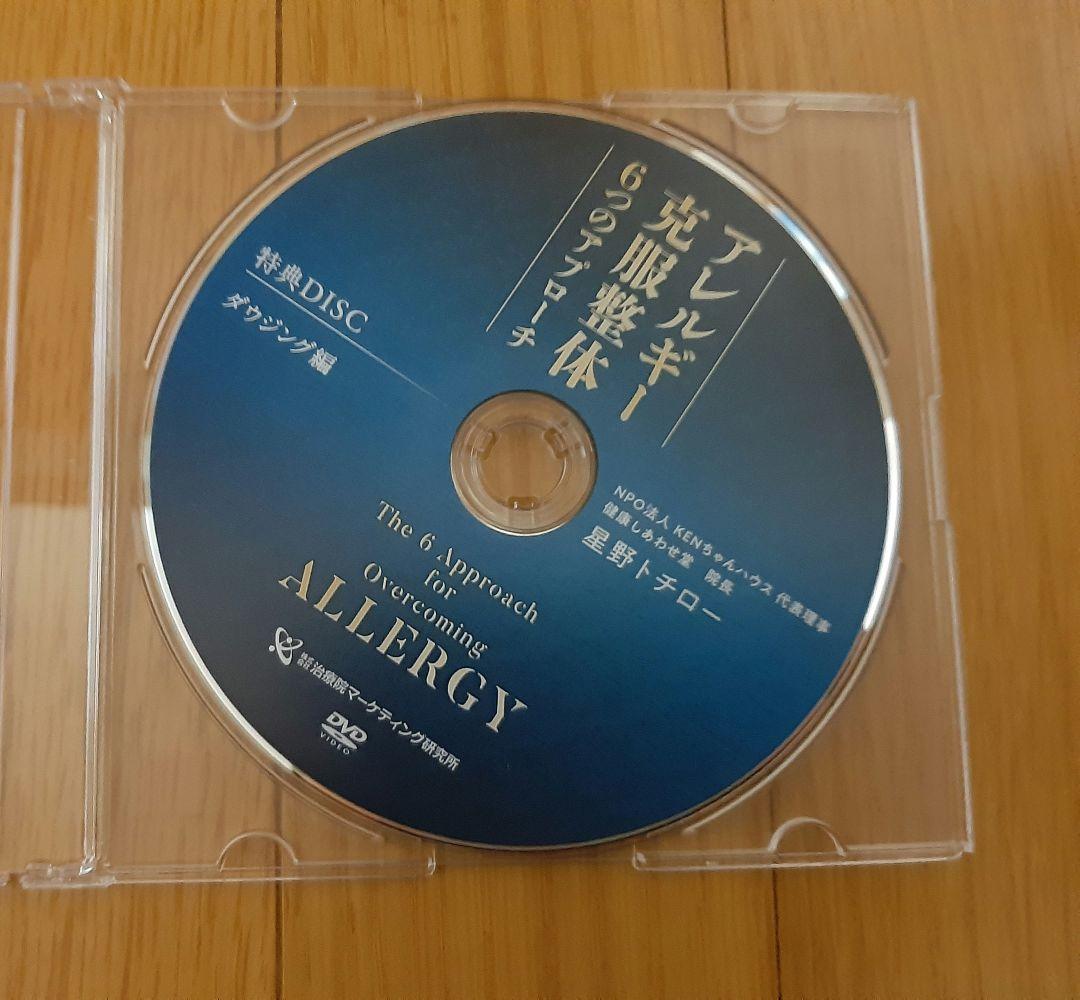 アレルギー
克服整体
6つのアプローチ
特典DISC
ダウジング編
NPO法人 KENちゃんハウス 代表理事
健康しあわせ堂 院長
星野トチロー
The 6 Approach
for
Overcoming
ALLERGY
株式会社治療院マーケティング研究所
DVD
VIDEO